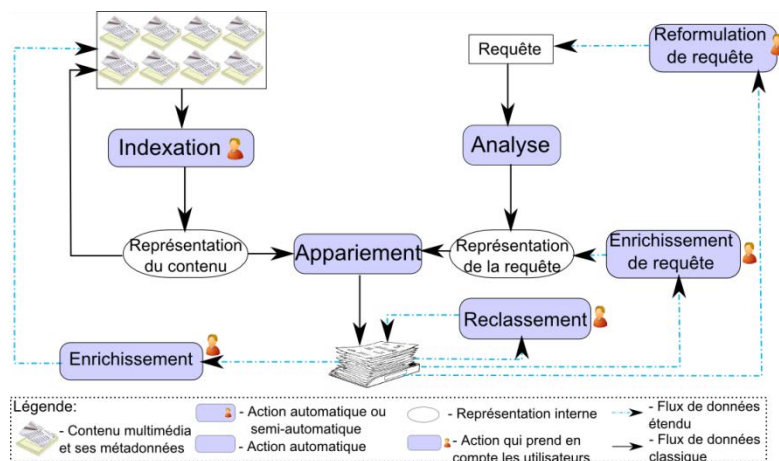 Requête
Reformulation
de requête
Indexation
Analyse
Représentation
du contenu
Appariement
Représentation
de la requête
Enrichissement
de requête
Reclassement
Enrichissement
Légende:
- Contenu multimédia
et ses métadonnées
- Action automatique ou
semi-automatique
- Action automatique
- Représentation interne
- Action qui prend en
compte les utilisateurs
- Flux de données
étendu
- Flux de données
classique